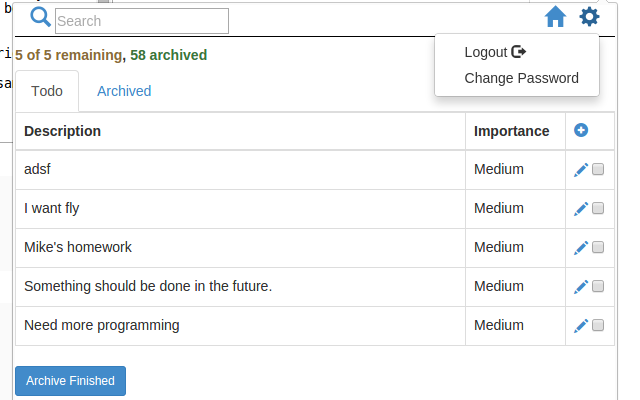 b
Search
Logout
5 of 5 remaining, 58 archived
ri
Change Password
sa
Todo Archived
Description Importance
adsf Medium
I want fly Medium
Mike's homework Medium
Something should be done in the future. Medium
Need more programming Medium
Archive Finished